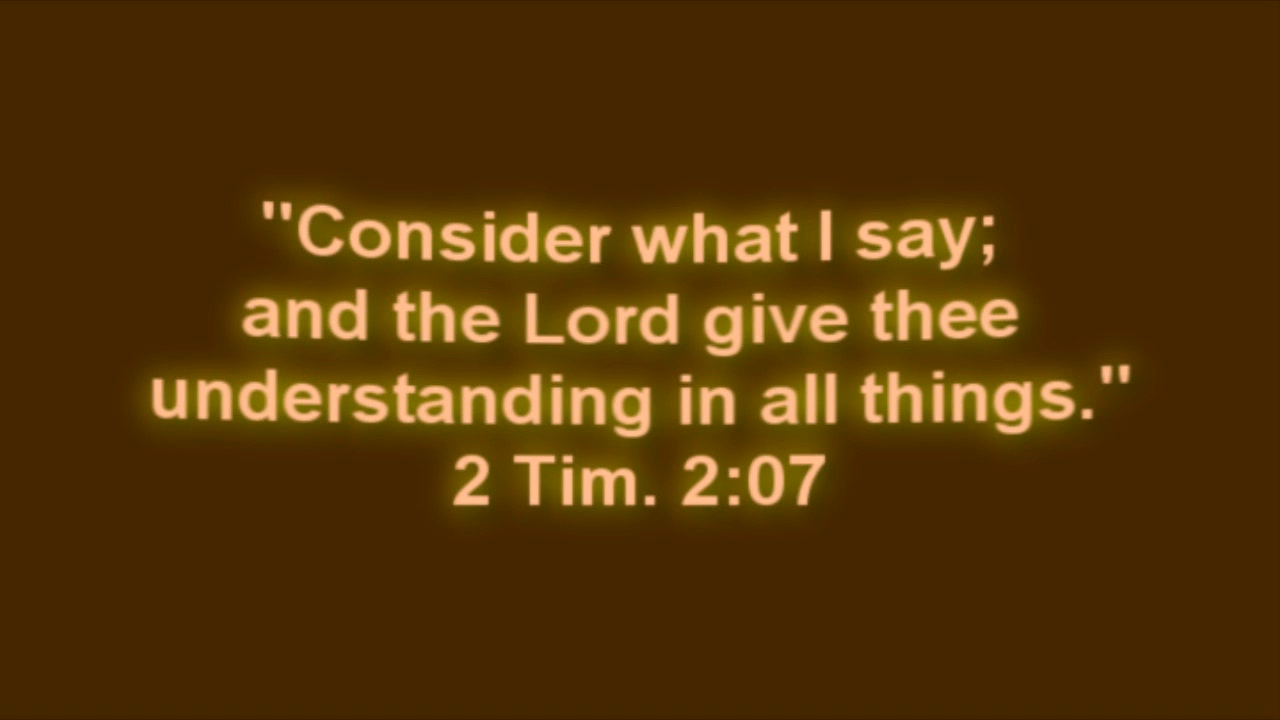 "Consider what I say;
and the Lord give thee
understanding in all things."
2 Tim. 2:07